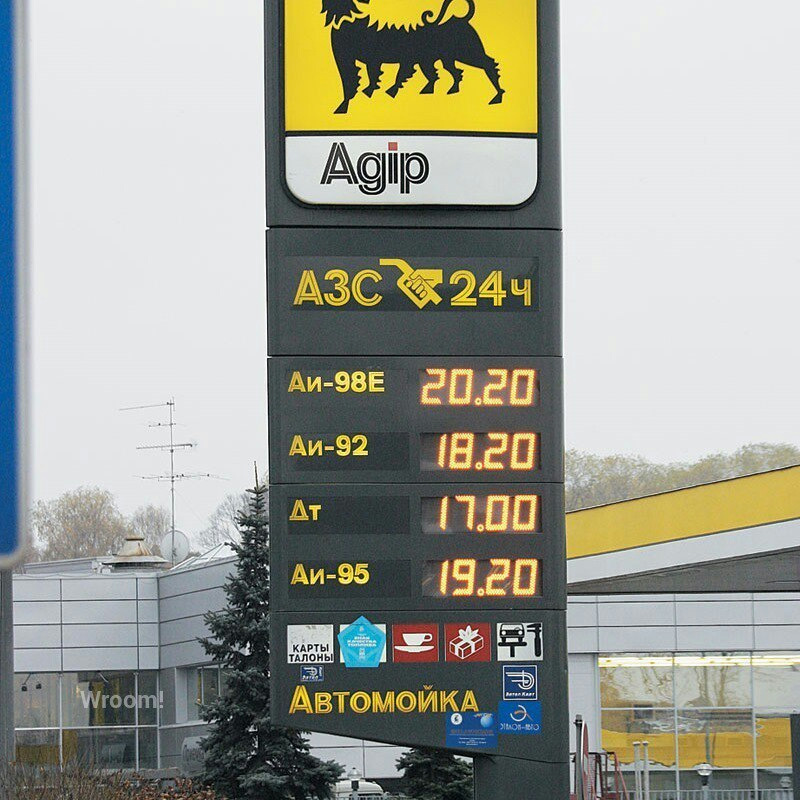 Agip
АЗС 24ч
Аи-98Е 20.20
Аи-92 18.20
Дт 17.00
Аи-95 19.20
КАРТЫ
ТАЛОНЫ
АВТОМОЙКА
Wroom!